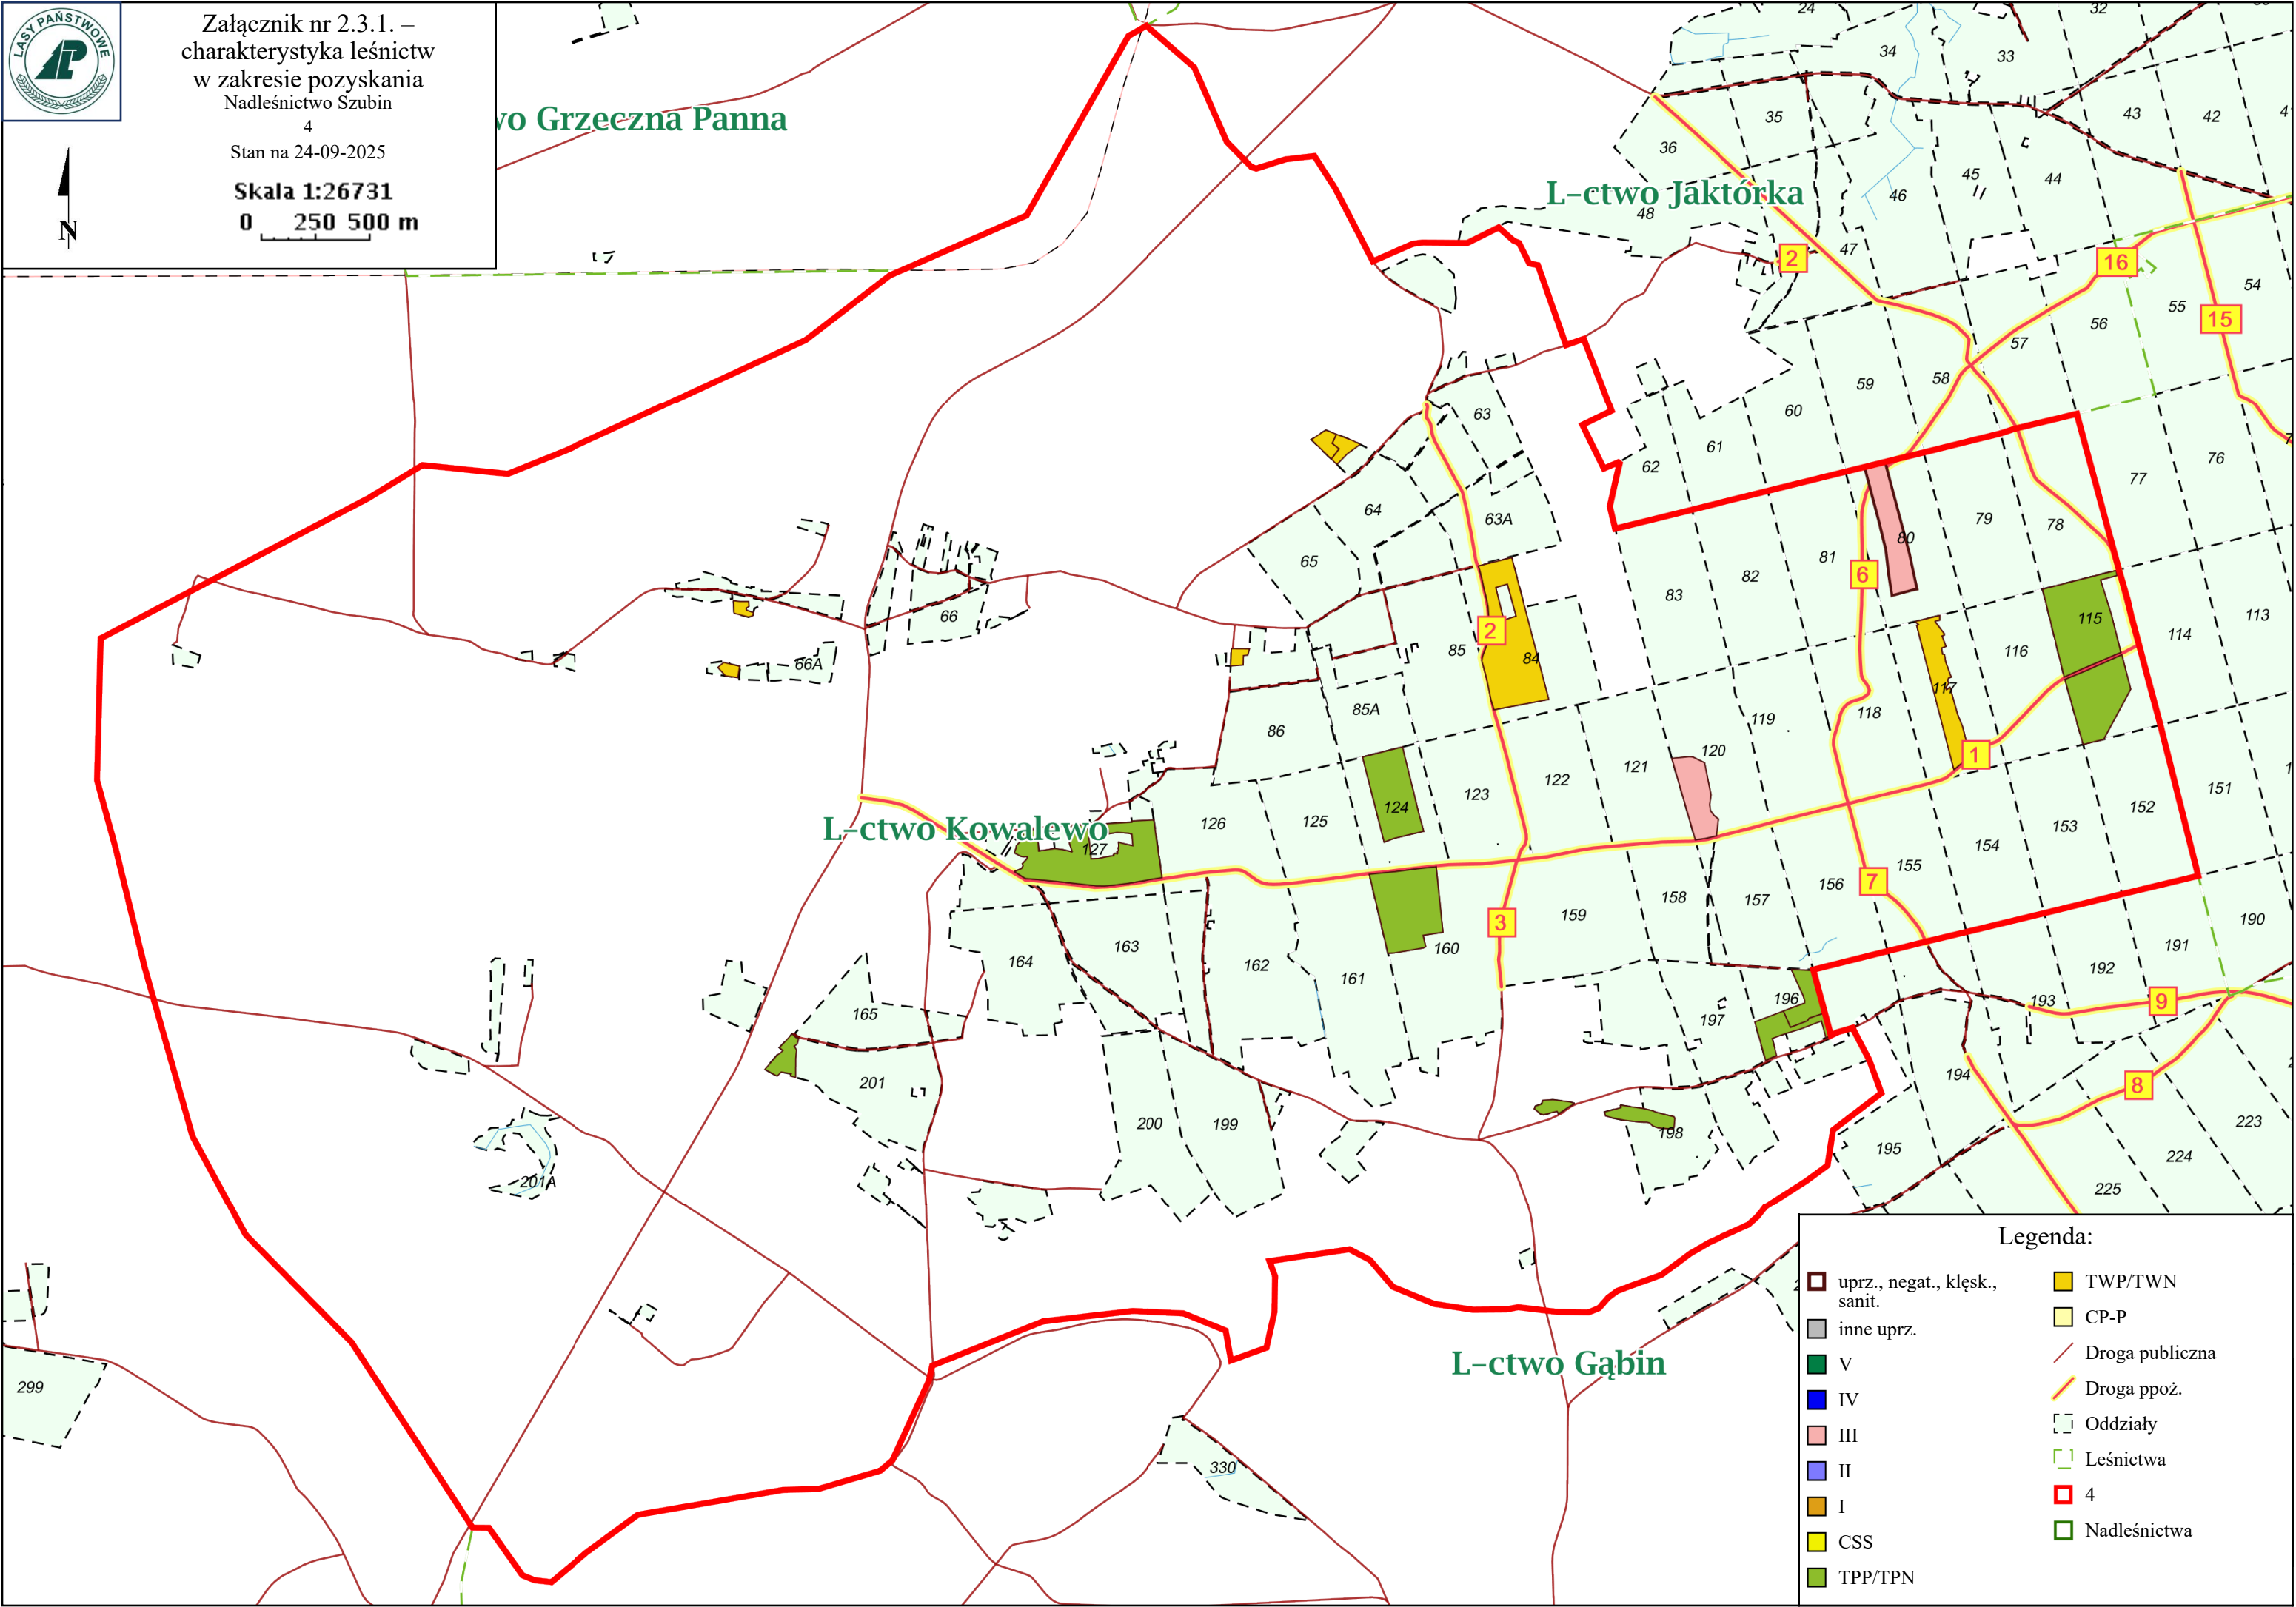 LASY PAŃSTWOWE
Załącznik nr 2.3.1. –
charakterystyka leśnictw
w zakresie pozyskania
Nadleśnictwo Szubin
4
Stan na 24-09-2025
Skala 1:26731
0 250 500 m
N
wo Grzeczna Panna
L-ctwo Jaktórka
L-ctwo Kowalewo
L-ctwo Gąbin
24
32
34
33
35
43
42
36
45
44
46
48
47
2
16
54
55
15
56
57
58
59
60
61
62
63
76
77
64
63A
79
78
80
81
65
6
82
83
66
115
113
114
2
85
84
116
66A
117
85A
118
119
86
120
1
121
122
123
124
125
126
127
151
152
153
154
155
156
7
157
158
159
3
160
161
162
163
164
190
191
192
193
9
165
196
197
194
201
8
200
199
198
195
223
224
225
201A
299
330
Legenda:
uprz., negat., klęsk.,
sanit.
inne uprz.
V
IV
III
II
I
CSS
TPP/TPN
TWP/TWN
CP-P
Droga publiczna
Droga ppoż.
Oddziały
Leśnictwa
4
Nadleśnictwa